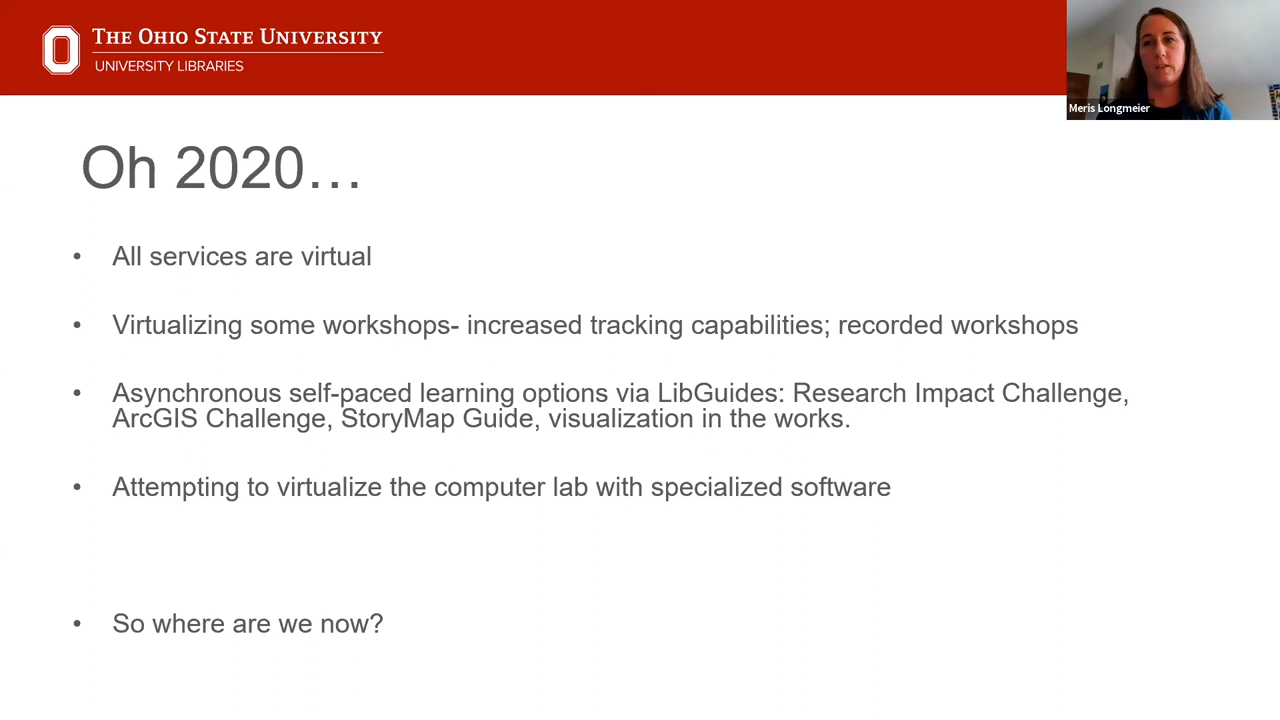 THE OHIO STATE UNIVERSITY
UNIVERSITY LIBRARIES
Meris Longmeier
Oh 2020…
• All services are virtual
• Virtualizing some workshops- increased tracking capabilities; recorded workshops
• Asynchronous self-paced learning options via LibGuides: Research Impact Challenge,
ArcGIS Challenge, StoryMap Guide, visualization in the works.
• Attempting to virtualize the computer lab with specialized software
• So where are we now?